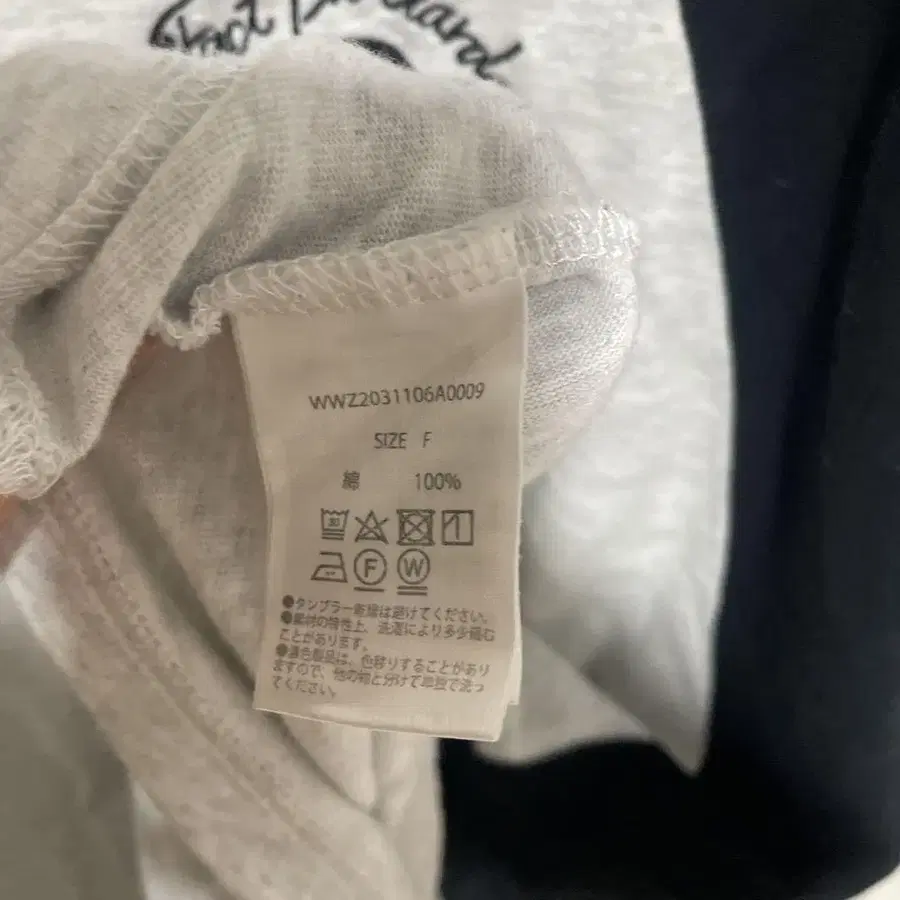 WWZ2031106A0009
SIZE F
綿 100%
30
F W
●タンブラー乾燥は避けてください。
●素材の特性上、洗濯により多少縮む
ことがあります。
●濃色製品は、色移りすることがあり
ますので、他の物と分けて単独で洗っ
てください。